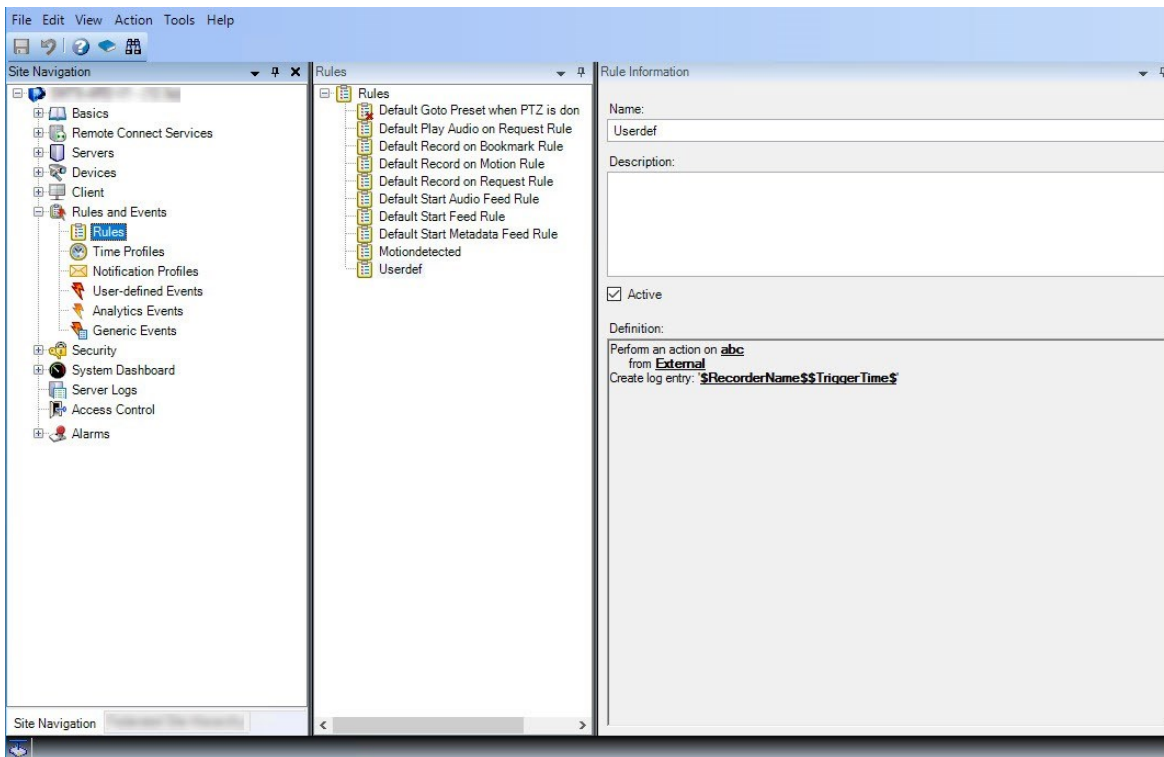 File Edit View Action Tools Help
Site Navigation
Basics
Remote Connect Services
Servers
Devices
Client
Rules and Events
Rules
Time Profiles
Notification Profiles
User-defined Events
Analytics Events
Generic Events
Security
System Dashboard
Server Logs
Access Control
Alarms
Site Navigation
Rules
Rules
Default Goto Preset when PTZ is don
Default Play Audio on Request Rule
Default Record on Bookmark Rule
Default Record on Motion Rule
Default Record on Request Rule
Default Start Audio Feed Rule
Default Start Feed Rule
Default Start Metadata Feed Rule
Motiondetected
Userdef
Rule Information
Name:
Userdef
Description:
Active
Definition:
Perform an action on abc
from External
Create log entry: '$RecorderName$$TriggerTime$'